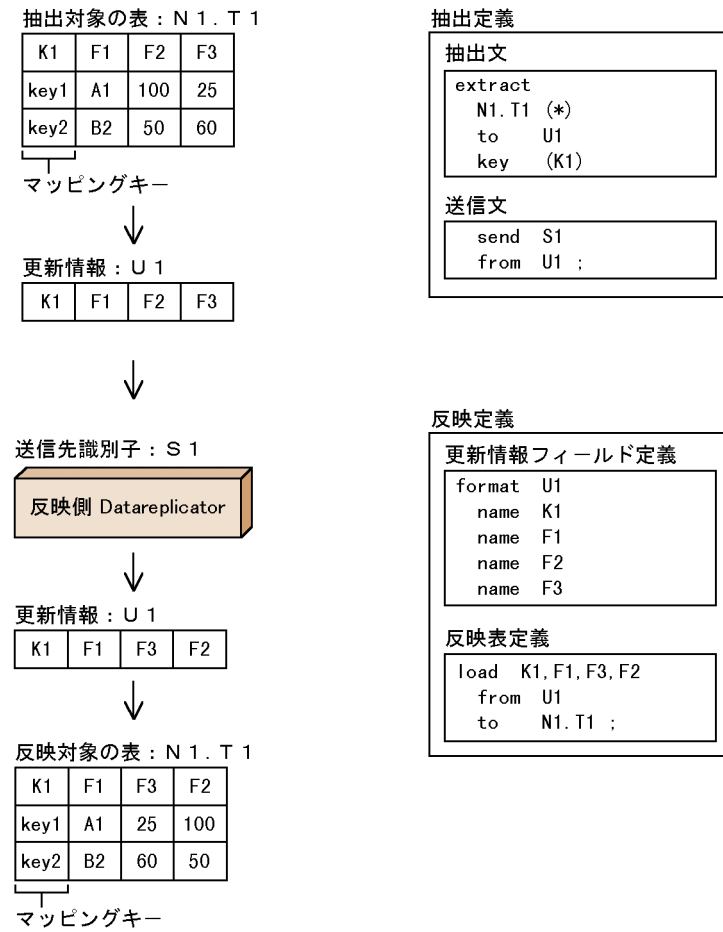 抽出対象の表：Ｎ１.Ｔ１
K1 F1 F2 F3
key1 A1 100 25
key2 B2 50 60
マッピングキー
更新情報：Ｕ１
K1 F1 F2 F3
送信先識別子：Ｓ１
反映側 Datareplicator
更新情報：Ｕ１
K1 F1 F3 F2
反映対象の表：Ｎ１.Ｔ１
K1 F1 F3 F2
key1 A1 25 100
key2 B2 60 50
マッピングキー
抽出定義
抽出文
extract
N1.T1 (*)
to U1
key (K1)
送信文
send S1
from U1 ;
反映定義
更新情報フィールド定義
format U1
name K1
name F1
name F2
name F3
反映表定義
load K1,F1,F3,F2
from U1
to N1.T1 ;